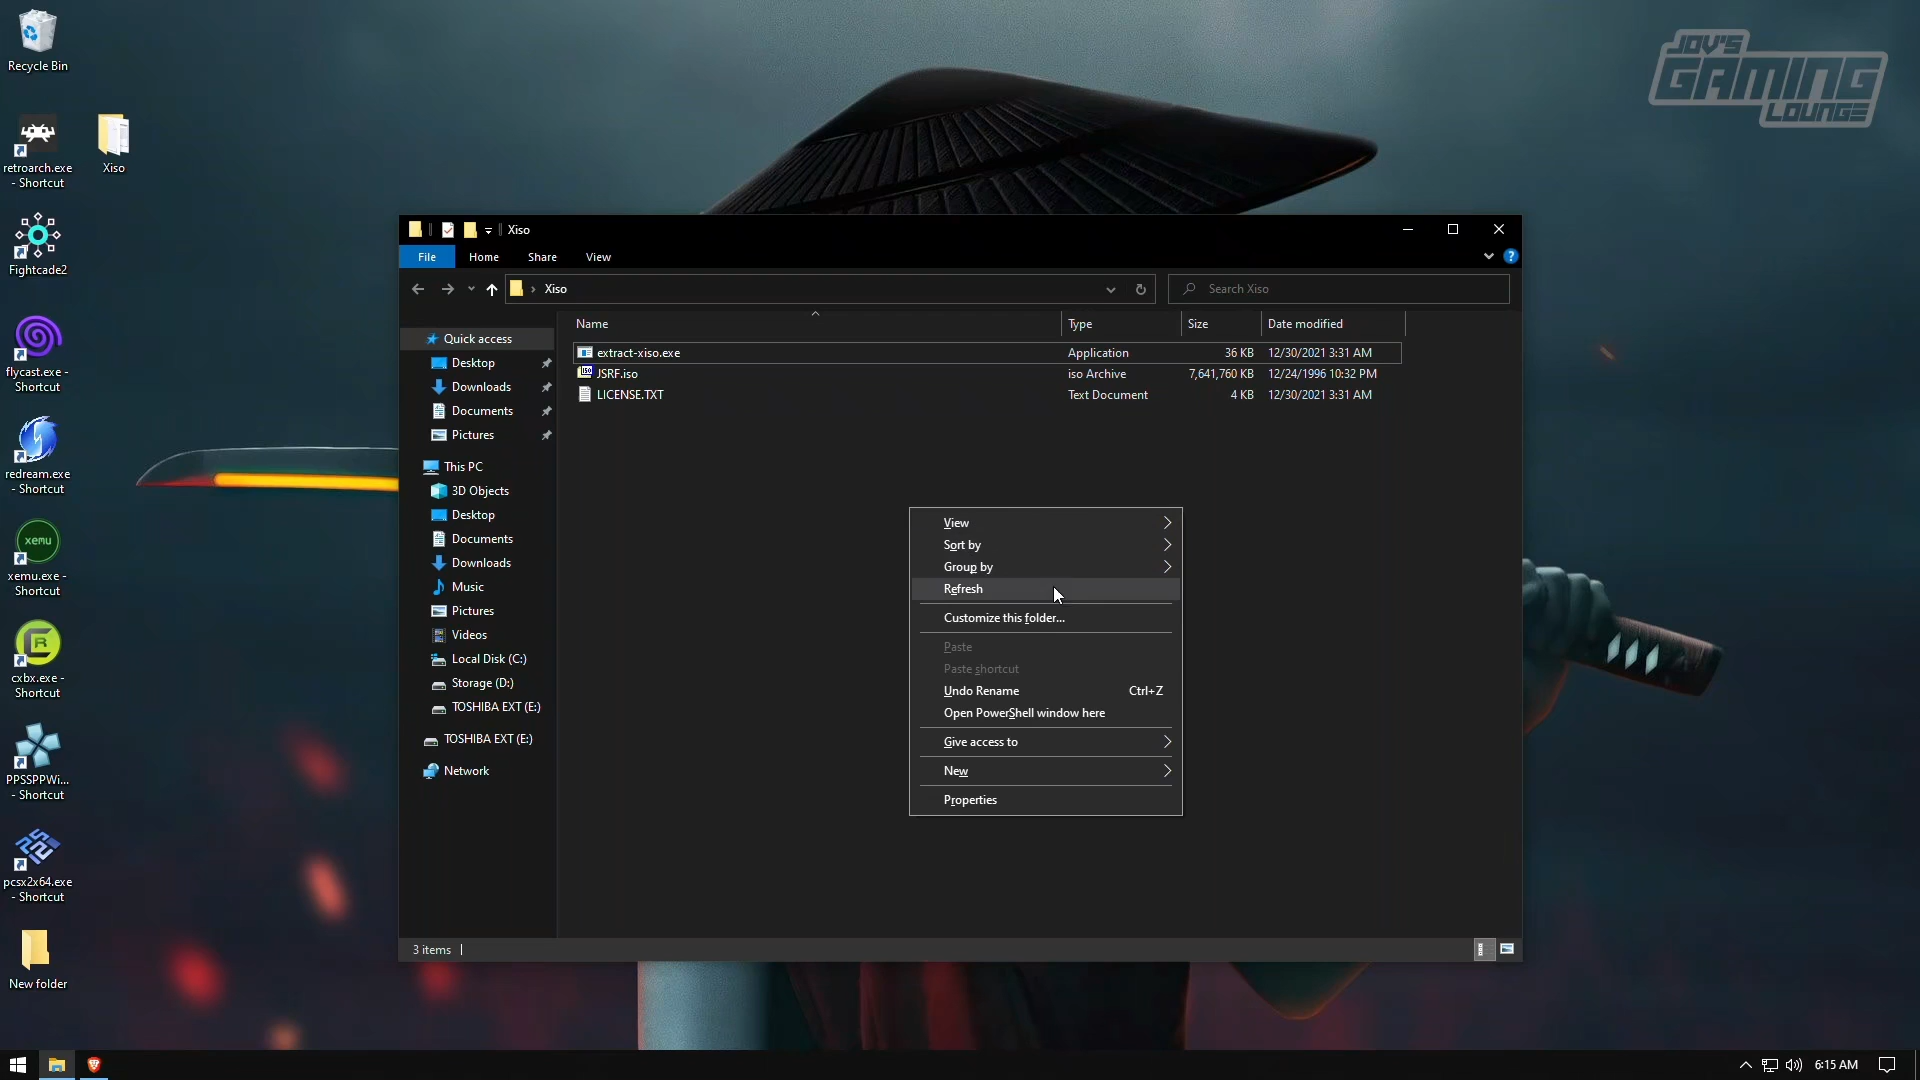 Recycle Bin
retroarch.exe
- Shortcut
Xiso
Fightcade2
flycast.exe -
Shortcut
redream.exe
- Shortcut
xemu
xemu.exe -
Shortcut
cxbx.exe -
Shortcut
PPSSPPWi...
- Shortcut
pcsx2x64.exe
- Shortcut
New folder
JOV'S
GAMING
LOUNGE
Xiso
File Home Share View
?
Xiso
Search Xiso
Quick access
Desktop
Downloads
Documents
Pictures
This PC
3D Objects
Desktop
Documents
Downloads
Music
Pictures
Videos
Local Disk (C:)
Storage (D:)
TOSHIBA EXT (E:)
TOSHIBA EXT (E:)
Network
Name Type Size Date modified
extract-xiso.exe Application 36 KB 12/30/2021 3:31 AM
ISO JSRF.iso iso Archive 7,641,760 KB 12/24/1996 10:32 PM
LICENSE.TXT Text Document 4 KB 12/30/2021 3:31 AM
View
Sort by
Group by
Refresh
Customize this folder...
Paste
Paste shortcut
Undo Rename Ctrl+Z
Open PowerShell window here
Give access to
New
Properties
3 items
6:15 AM